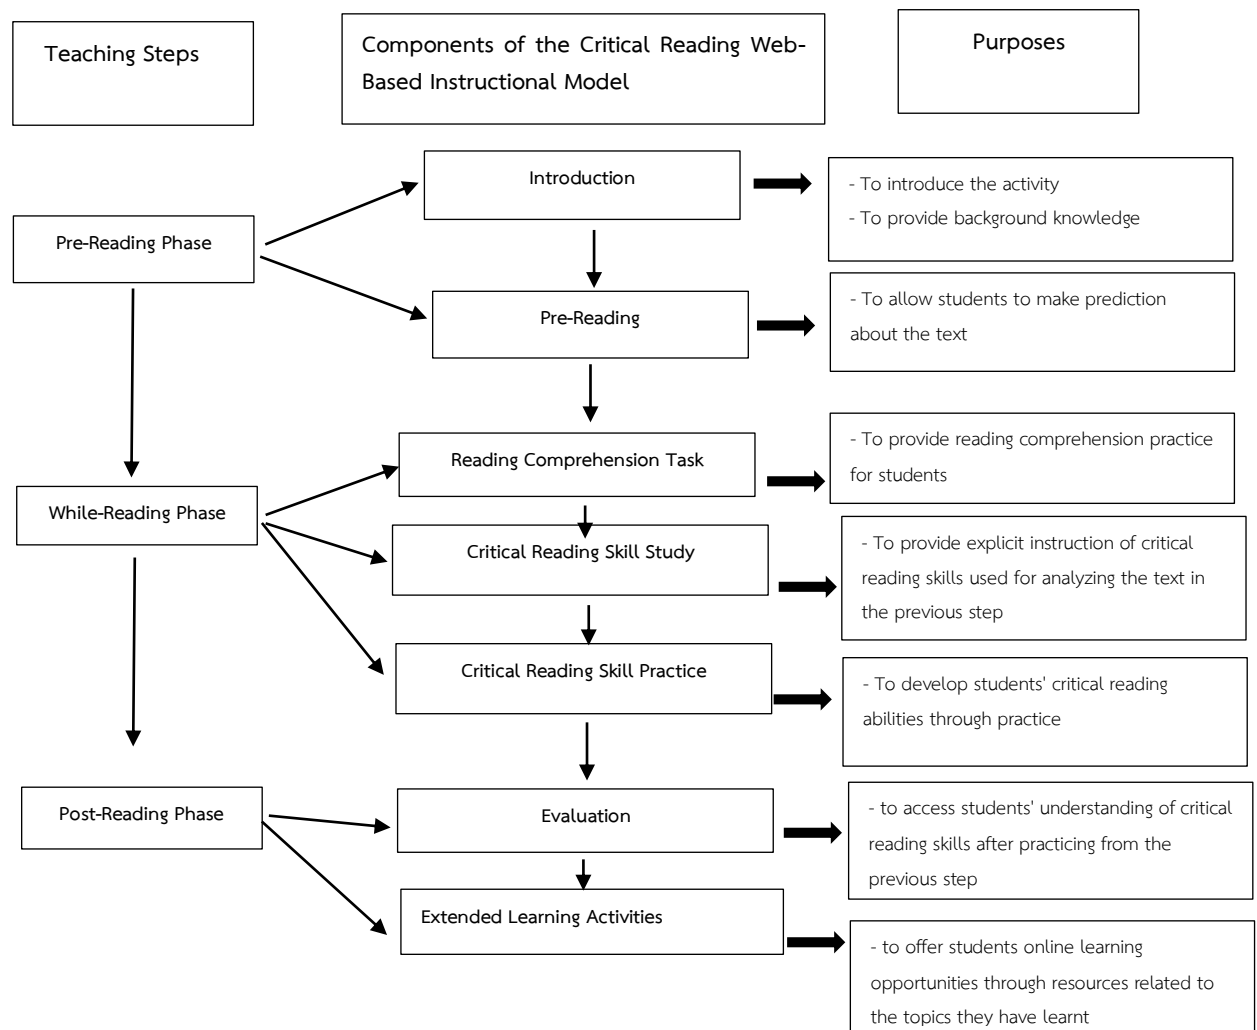 Teaching Steps
Components of the Critical Reading Web-
Based Instructional Model
Purposes
Pre-Reading Phase
Introduction
- To introduce the activity
- To provide background knowledge
Pre-Reading
- To allow students to make prediction
about the text
While-Reading Phase
Reading Comprehension Task
- To provide reading comprehension practice
for students
Critical Reading Skill Study
- To provide explicit instruction of critical
reading skills used for analyzing the text in
the previous step
Critical Reading Skill Practice
- To develop students' critical reading
abilities through practice
Post-Reading Phase
Evaluation
- to access students' understanding of critical
reading skills after practicing from the
previous step
Extended Learning Activities
- to offer students online learning
opportunities through resources related to
the topics they have learnt